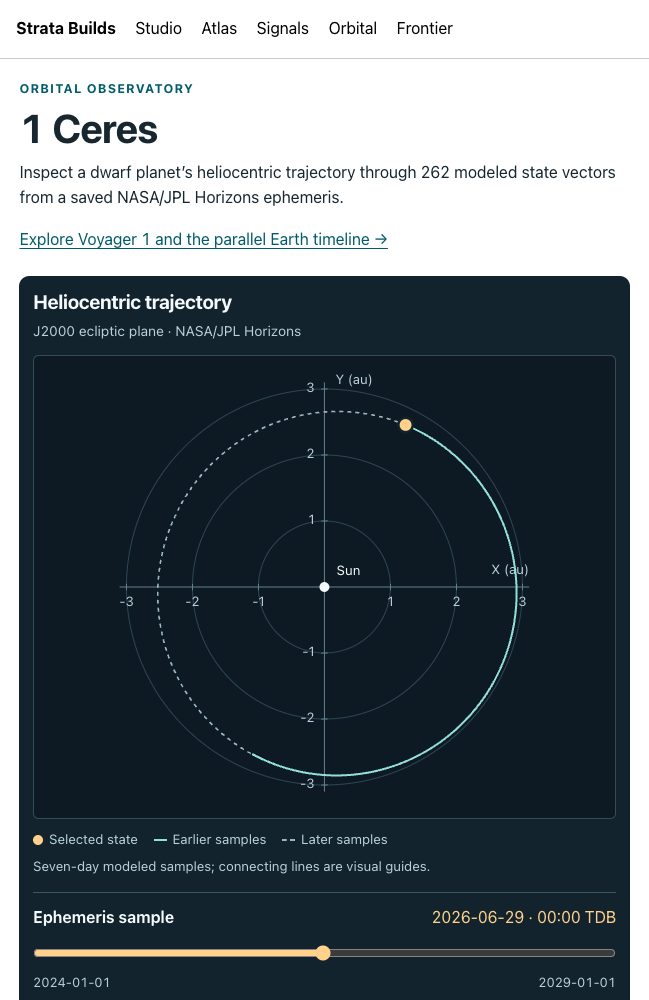 Strata Builds Studio Atlas Signals Orbital Frontier
ORBITAL OBSERVATORY
1 Ceres
Inspect a dwarf planet’s heliocentric trajectory through 262 modeled state vectors
from a saved NASA/JPL Horizons ephemeris.
Explore Voyager 1 and the parallel Earth timeline →
Heliocentric trajectory
J2000 ecliptic plane · NASA/JPL Horizons
Y (au)
3
2
1
Sun
X (au)
-3 -2 -1 1 2 3
-1
-2
-3
Selected state Earlier samples Later samples
Seven-day modeled samples; connecting lines are visual guides.
Ephemeris sample 2026-06-29 · 00:00 TDB
2024-01-01 2029-01-01